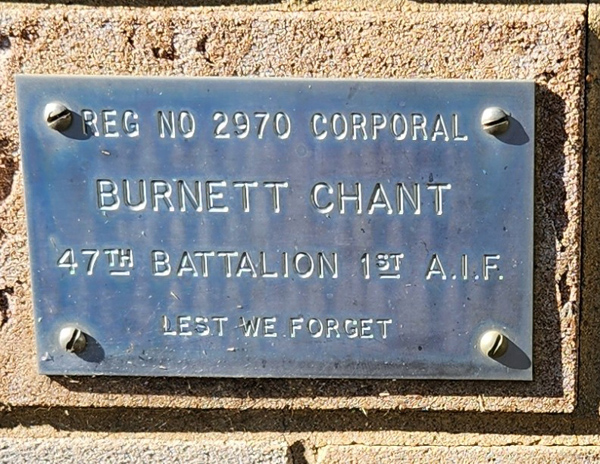 REG NO 2970 CORPORAL
BURNETT CHANT
47TH BATTALION 1ST A.I.F.
LEST WE FORGET